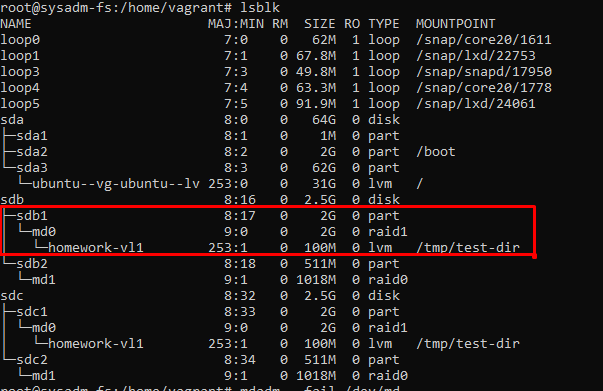 root@sysadm-fs:/home/vagrant# lsblk
NAME                      MAJ:MIN RM  SIZE RO TYPE  MOUNTPOINT
loop0                       7:0    0   62M  1 loop  /snap/core20/1611
loop1                       7:1    0 67.8M  1 loop  /snap/lxd/22753
loop3                       7:3    0 49.8M  1 loop  /snap/snapd/17950
loop4                       7:4    0 63.3M  1 loop  /snap/core20/1778
loop5                       7:5    0 91.9M  1 loop  /snap/lxd/24061
sda                         8:0    0   64G  0 disk
├─sda1                      8:1    0    1M  0 part
├─sda2                      8:2    0    2G  0 part  /boot
└─sda3                      8:3    0   62G  0 part
  └─ubuntu--vg-ubuntu--lv 253:0    0   31G  0 lvm   /
sdb                         8:16   0  2.5G  0 disk
├─sdb1                      8:17   0    2G  0 part
│ └─md0                     9:0    0    2G  0 raid1
│   └─homework-vl1        253:1    0  100M  0 lvm   /tmp/test-dir
└─sdb2                      8:18   0  511M  0 part
  └─md1                     9:1    0 1018M  0 raid0
sdc                         8:32   0  2.5G  0 disk
├─sdc1                      8:33   0    2G  0 part
│ └─md0                     9:0    0    2G  0 raid1
│   └─homework-vl1        253:1    0  100M  0 lvm   /tmp/test-dir
└─sdc2                      8:34   0  511M  0 part
  └─md1                     9:1    0 1018M  0 raid0
root@sysadm-fs:/home/vagrant# mdadm --fail /dev/md